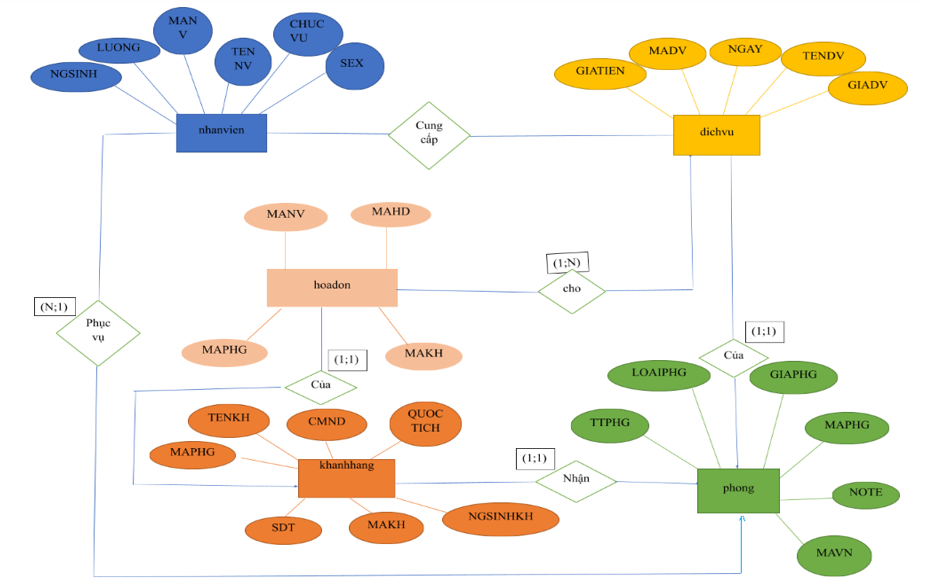 MAN
V
CHUC
VU
LUONG
TEN
NV
SEX
NGSINH
nhanvien
Cung
cấp
MADV
NGAY
TENDV
GIATIEN
GIADV
dichvu
MANV
MAHD
hoadon
(1;N)
cho
(N;1)
Phục
vụ
MAPHG
MAKH
(1;1)
Của
(1;1)
Của
LOAIPHG
GIAPHG
TTPHG
MAPHG
phong
NOTE
MAVN
TENKH
CMND
QUOC
TICH
MAPHG
khanhhang
(1;1)
Nhận
SDT
MAKH
NGSINHKH